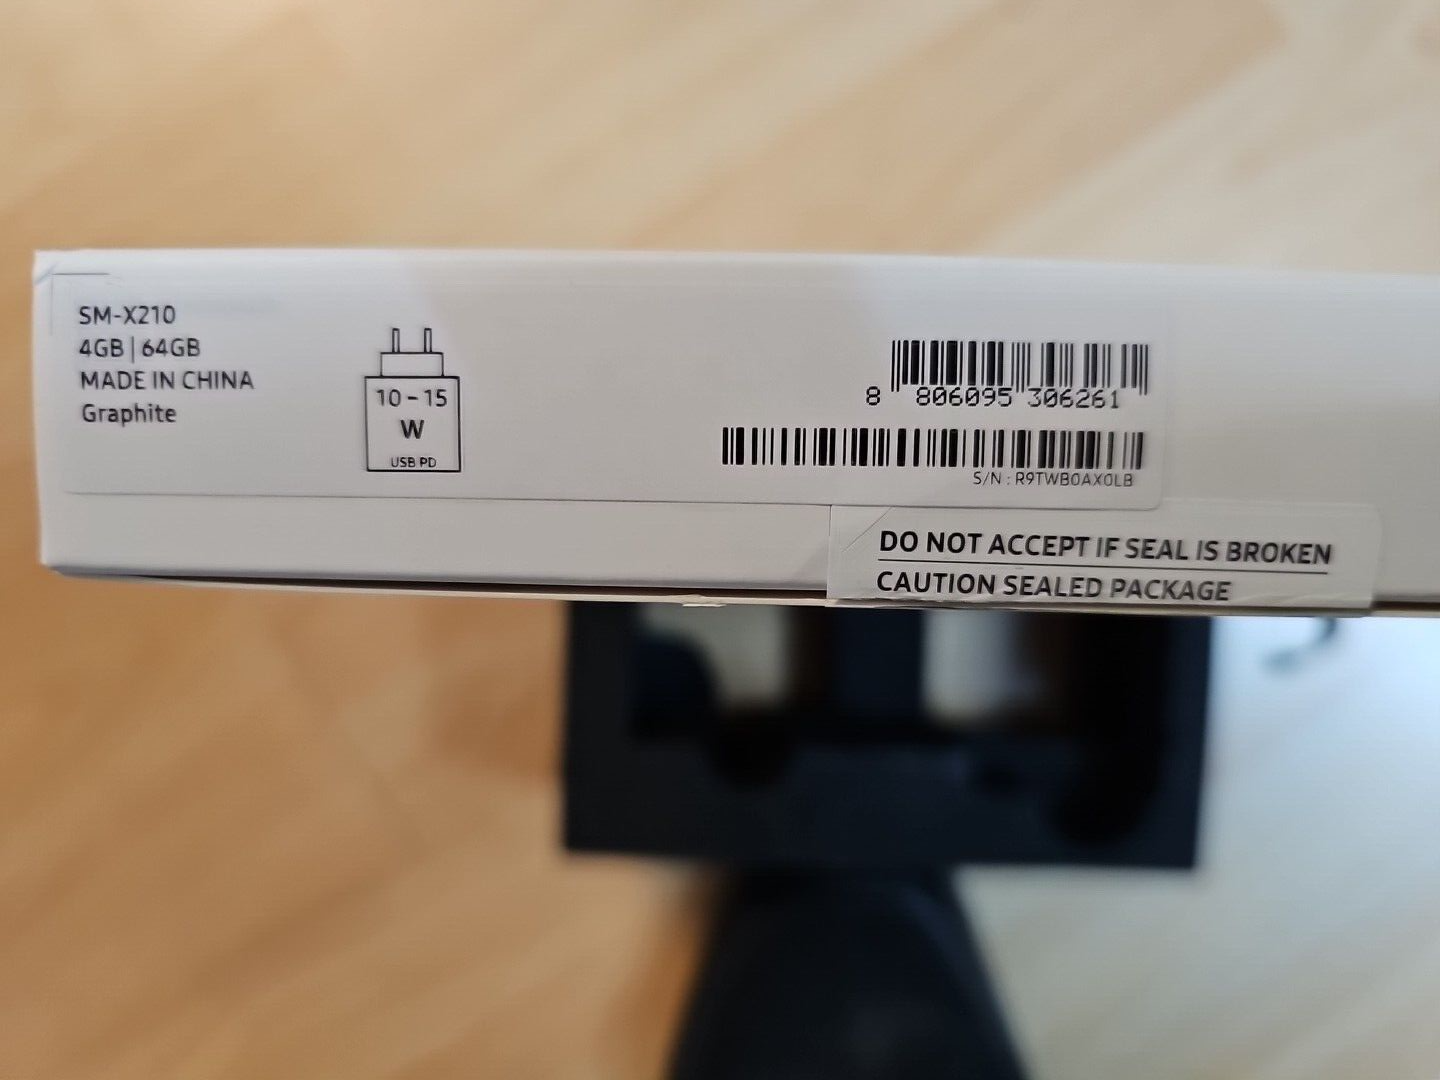 SM-X210
4GB | 64GB
MADE IN CHINA
Graphite
10 - 15
W
USB PD
8 806095 306261
S/N : R9TWB0AX0LB
DO NOT ACCEPT IF SEAL IS BROKEN
CAUTION SEALED PACKAGE